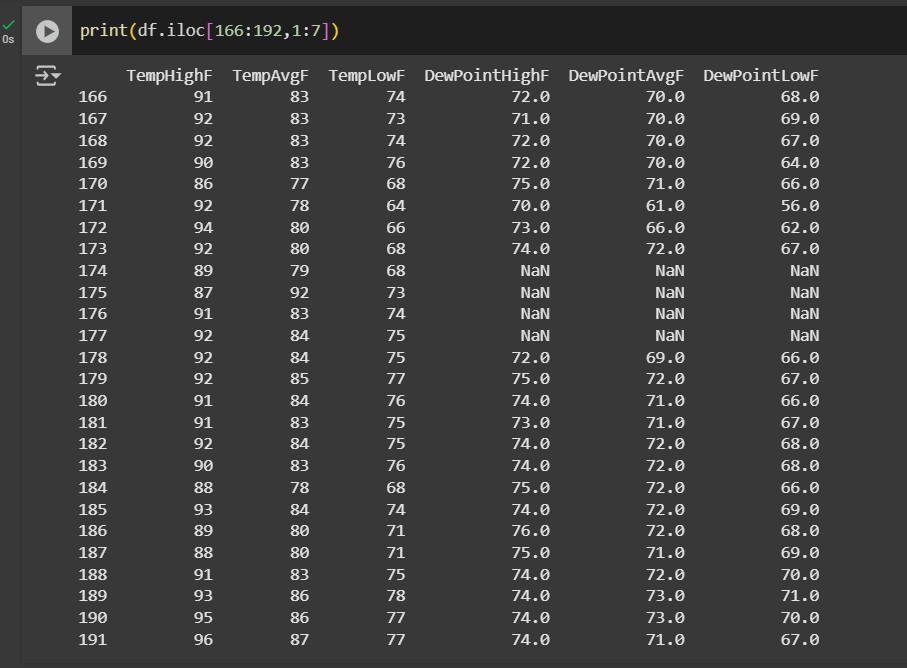 print(df.iloc[166:192,1:7])
0s
TempHighF TempAvgF TempLowF DewPointHighF DewPointAvgF DewPointLowF
166 91 83 74 72.0 70.0 68.0
167 92 83 73 71.0 70.0 69.0
168 92 83 74 72.0 70.0 67.0
169 90 83 76 72.0 70.0 64.0
170 86 77 68 75.0 71.0 66.0
171 92 78 64 70.0 61.0 56.0
172 94 80 66 73.0 66.0 62.0
173 92 80 68 74.0 72.0 67.0
174 89 79 68 NaN NaN NaN
175 87 92 73 NaN NaN NaN
176 91 83 74 NaN NaN NaN
177 92 84 75 NaN NaN NaN
178 92 84 75 72.0 69.0 66.0
179 92 85 77 75.0 72.0 67.0
180 91 84 76 74.0 71.0 66.0
181 91 83 75 73.0 71.0 67.0
182 92 84 75 74.0 72.0 68.0
183 90 83 76 74.0 72.0 68.0
184 88 78 68 75.0 72.0 66.0
185 93 84 74 74.0 72.0 69.0
186 89 80 71 76.0 72.0 68.0
187 88 80 71 75.0 71.0 69.0
188 91 83 75 74.0 72.0 70.0
189 93 86 78 74.0 73.0 71.0
190 95 86 77 74.0 73.0 70.0
191 96 87 77 74.0 71.0 67.0